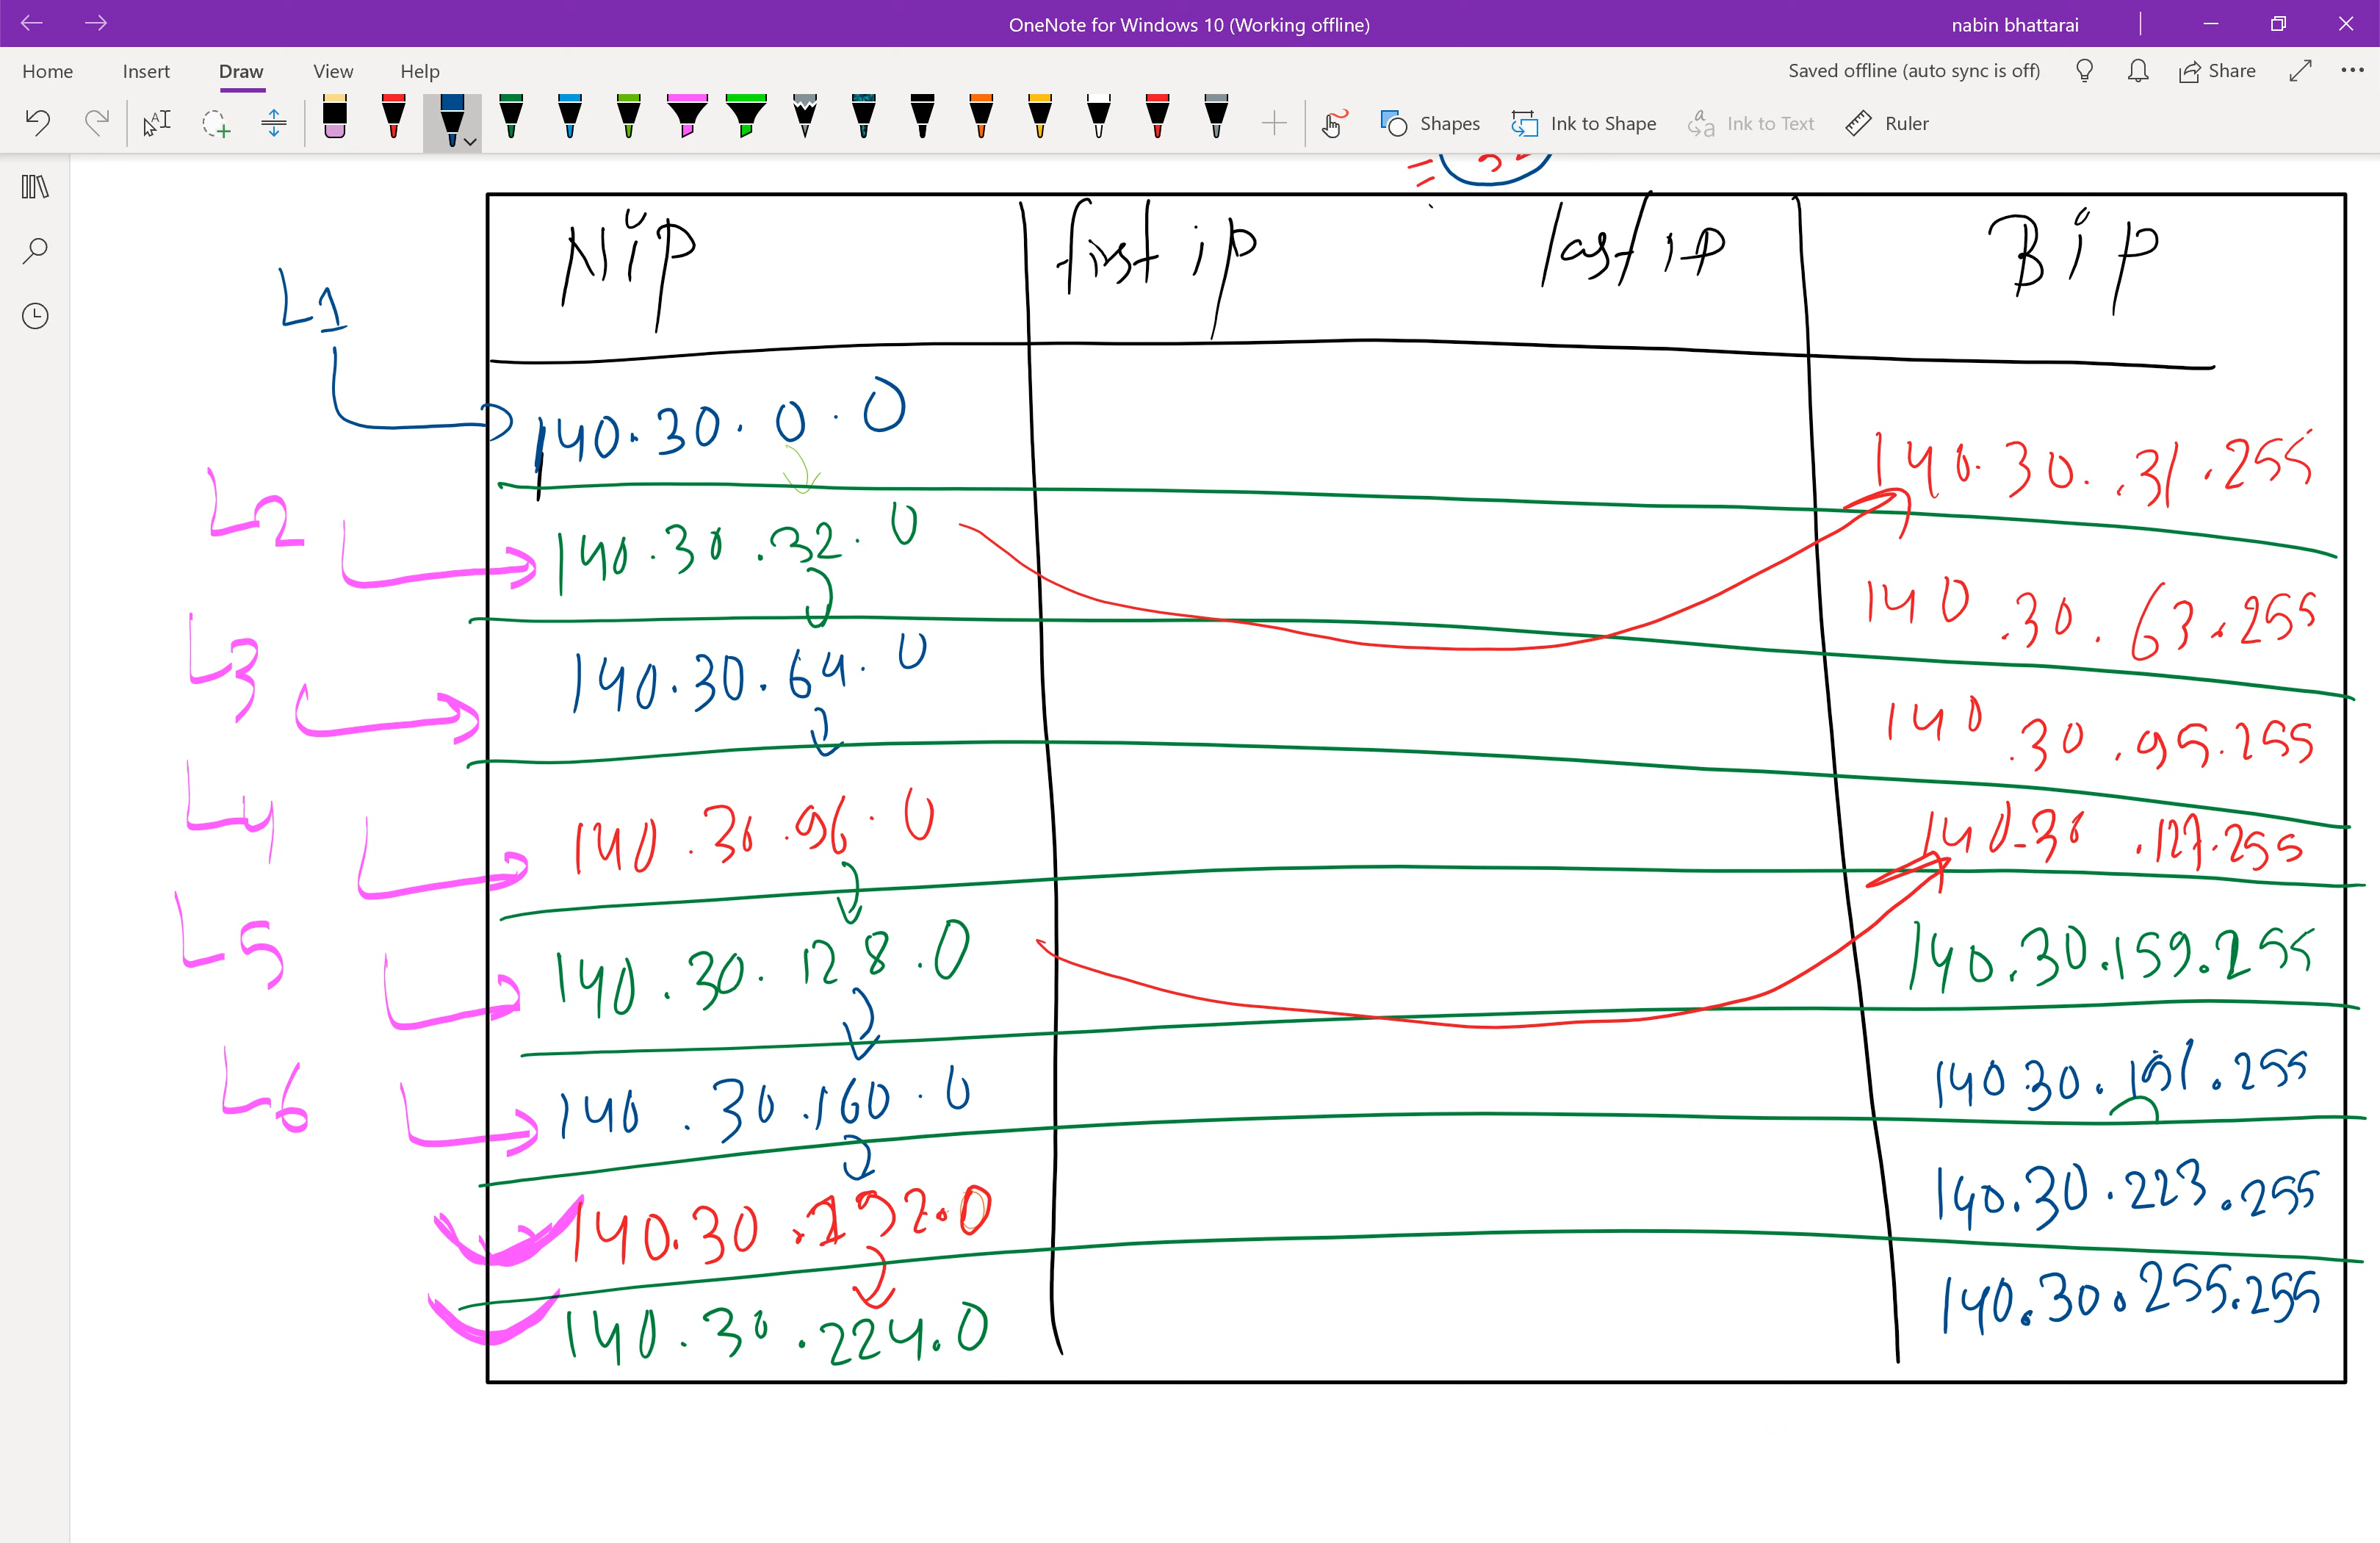 OneNote for Windows 10 (Working offline)
nabin bhattarai
Home Insert Draw View Help
Saved offline (auto sync is off) Share
Shapes Ink to Shape Ink to Text Ruler
Nip first ip last ip Bip
L1
140.30.0.0 140.30..31.255
L2
140.30.32.0 140.30.63.255
L3
140.30.64.0 140.30.95.255
L4
140.30.96.0 140.30.127.255
L5
140.30.128.0 140.30.159.255
L6
140.30.160.0 140.30.191.255
140.30.192.0 140.30.223.255
140.30.224.0 140.30.255.255